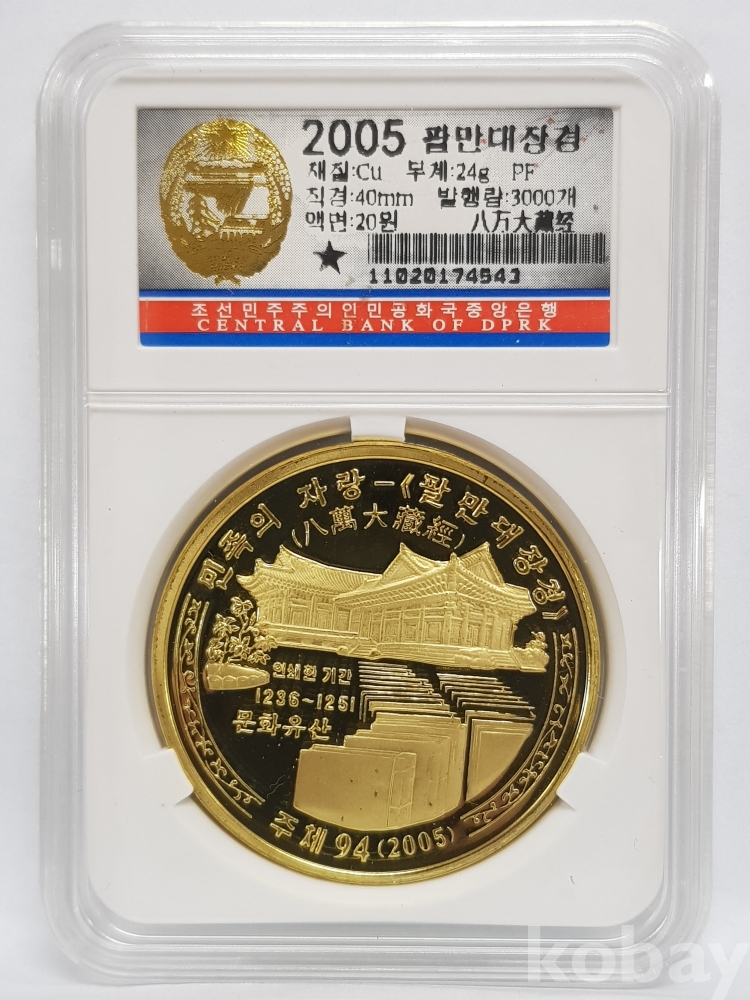 2005 팔만대장경
재질:Cu 무게:24g PF
직경:40mm 발행량:3000개
액면:20원 八万大藏经
11020174543
조선민주주의인민공화국중앙은행
CENTRAL BANK OF DPRK
민족의 자랑-《팔만대장경》
(八萬大藏經)
인쇄한 기간
1236~1251
문화유산
주체94(2005)
kobay